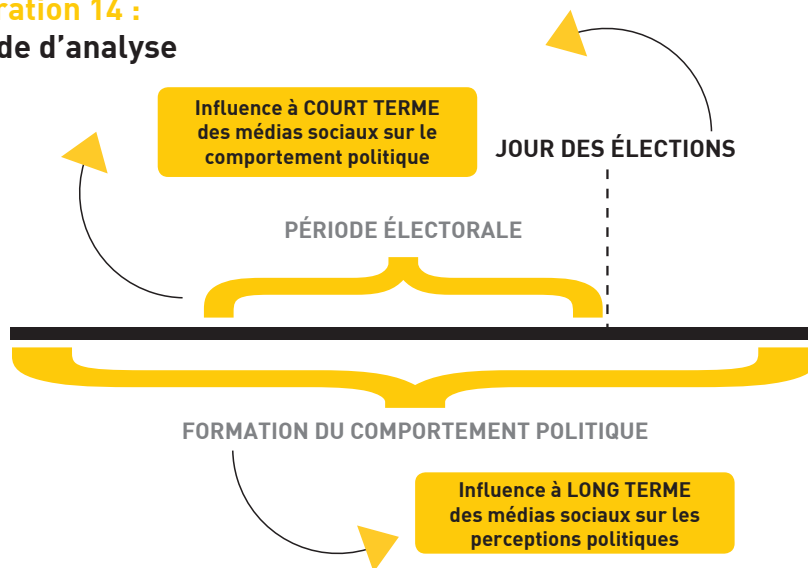 ration 14 :
de d’analyse
Influence à COURT TERME
des médias sociaux sur le
comportement politique
JOUR DES ÉLECTIONS
PÉRIODE ÉLECTORALE
FORMATION DU COMPORTEMENT POLITIQUE
Influence à LONG TERME
des médias sociaux sur les
perceptions politiques